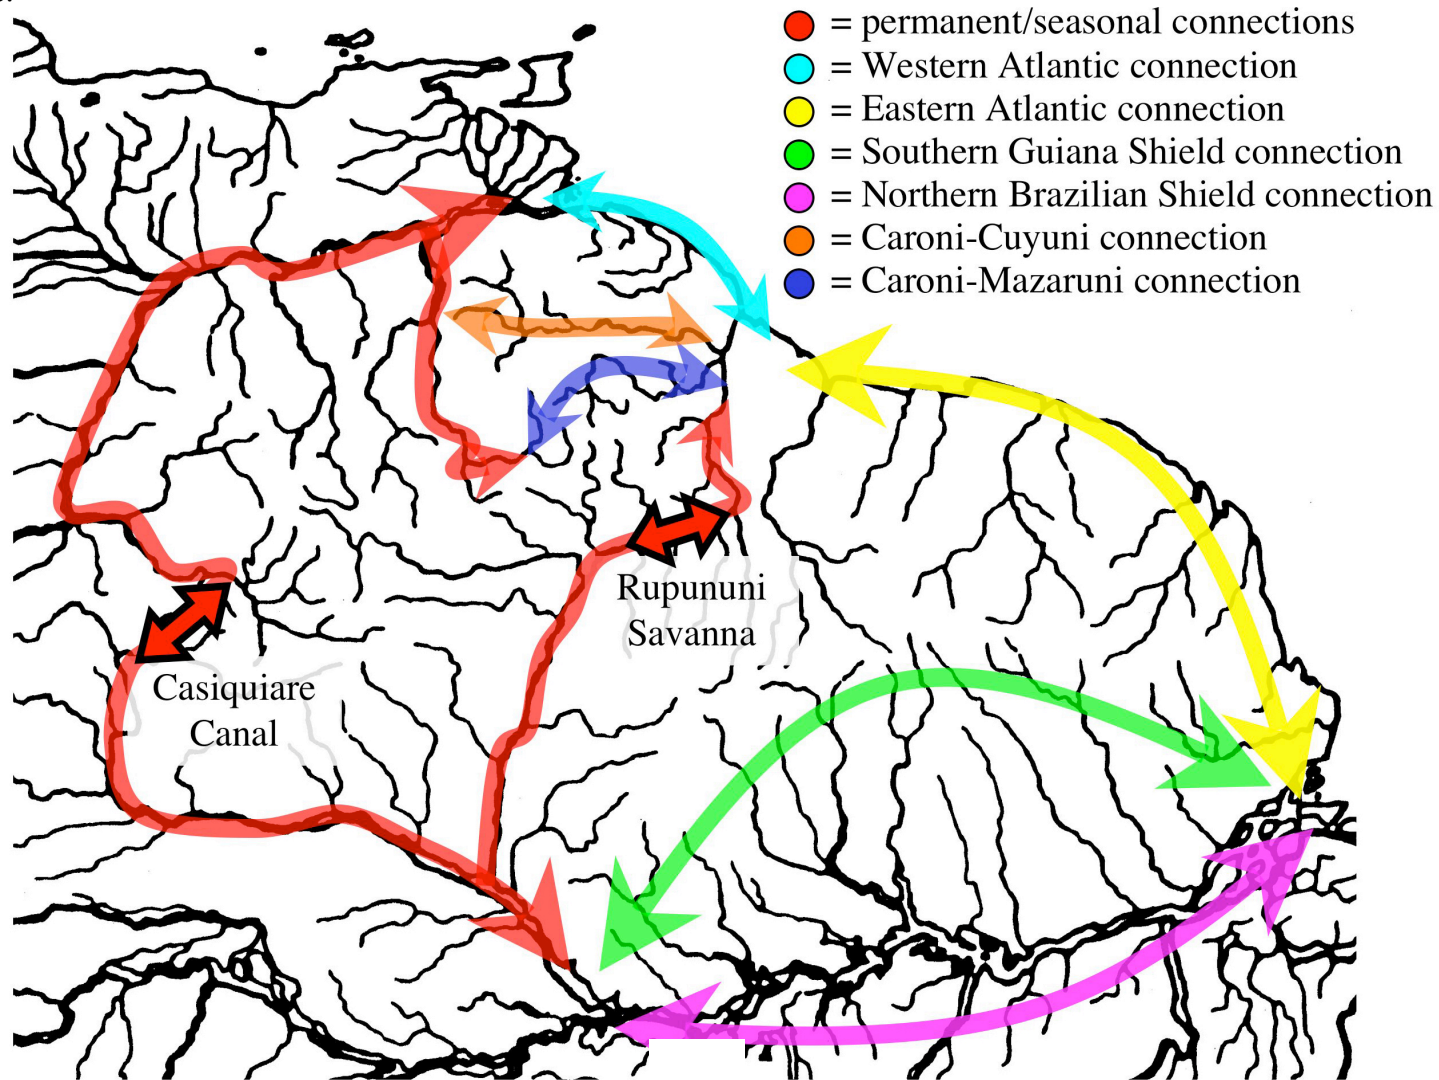 = permanent/seasonal connections
= Western Atlantic connection
= Eastern Atlantic connection
= Southern Guiana Shield connection
= Northern Brazilian Shield connection
= Caroni-Cuyuni connection
= Caroni-Mazaruni connection
Rupununi
Savanna
Casiquiare
Canal